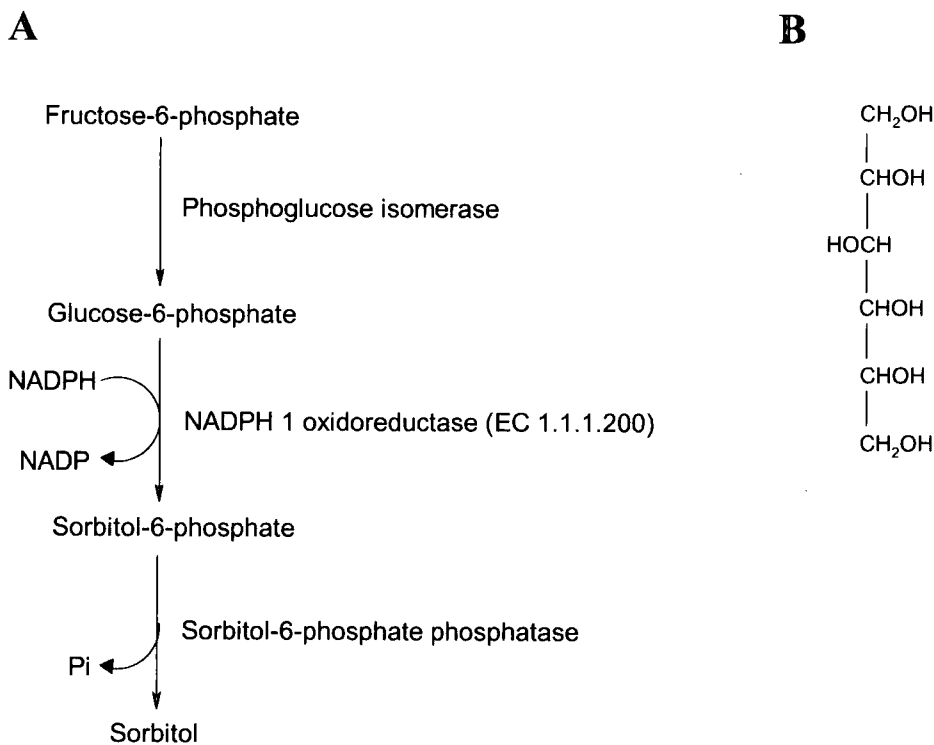 A
B
Fructose-6-phosphate
Phosphoglucose isomerase
Glucose-6-phosphate
NADPH
NADPH 1 oxidoreductase (EC 1.1.1.200)
NADP
Sorbitol-6-phosphate
Sorbitol-6-phosphate phosphatase
Pi
Sorbitol
CH₂OH
CHOH
HOCH
CHOH
CHOH
CH₂OH